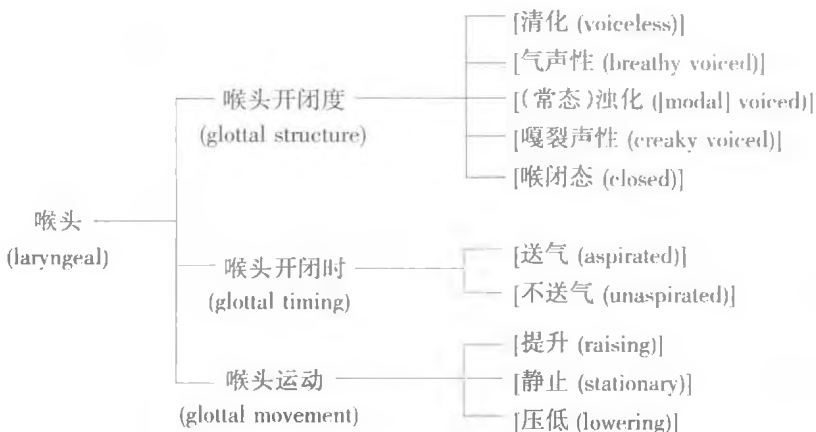 [清化 (voiceless)]
[气声性 (breathy voiced)]
喉头开闭度
[(常态)浊化 ([modal] voiced)]
(glottal structure)
[嘎裂声性 (creaky voiced)]
[喉闭态 (closed)]
喉头
(laryngeal)
[送气 (aspirated)]
喉头开闭时
(glottal timing)
[不送气 (unaspirated)]
[提升 (raising)]
喉头运动
[静止 (stationary)]
(glottal movement)
[压低 (lowering)]